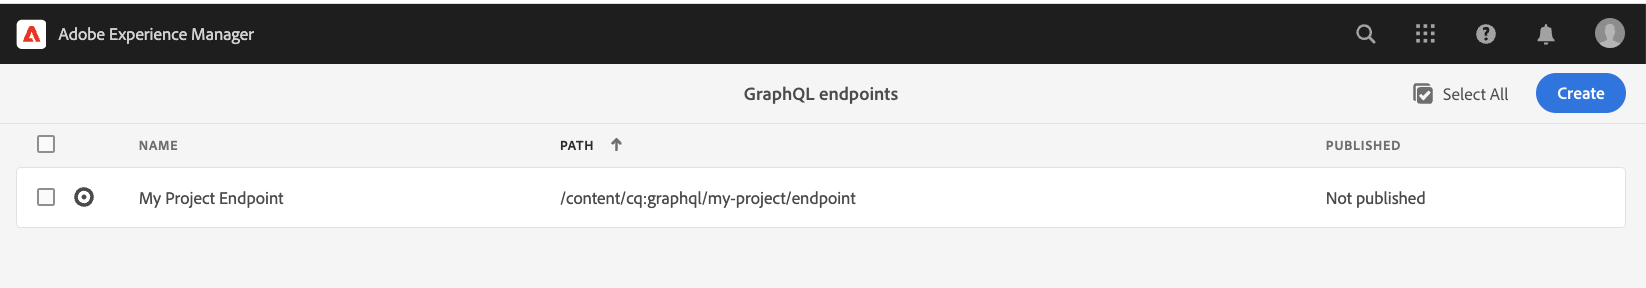 Adobe Experience Manager
GraphQL endpoints
Select All
Create
NAME
PATH
PUBLISHED
My Project Endpoint
/content/cq:graphql/my-project/endpoint
Not published